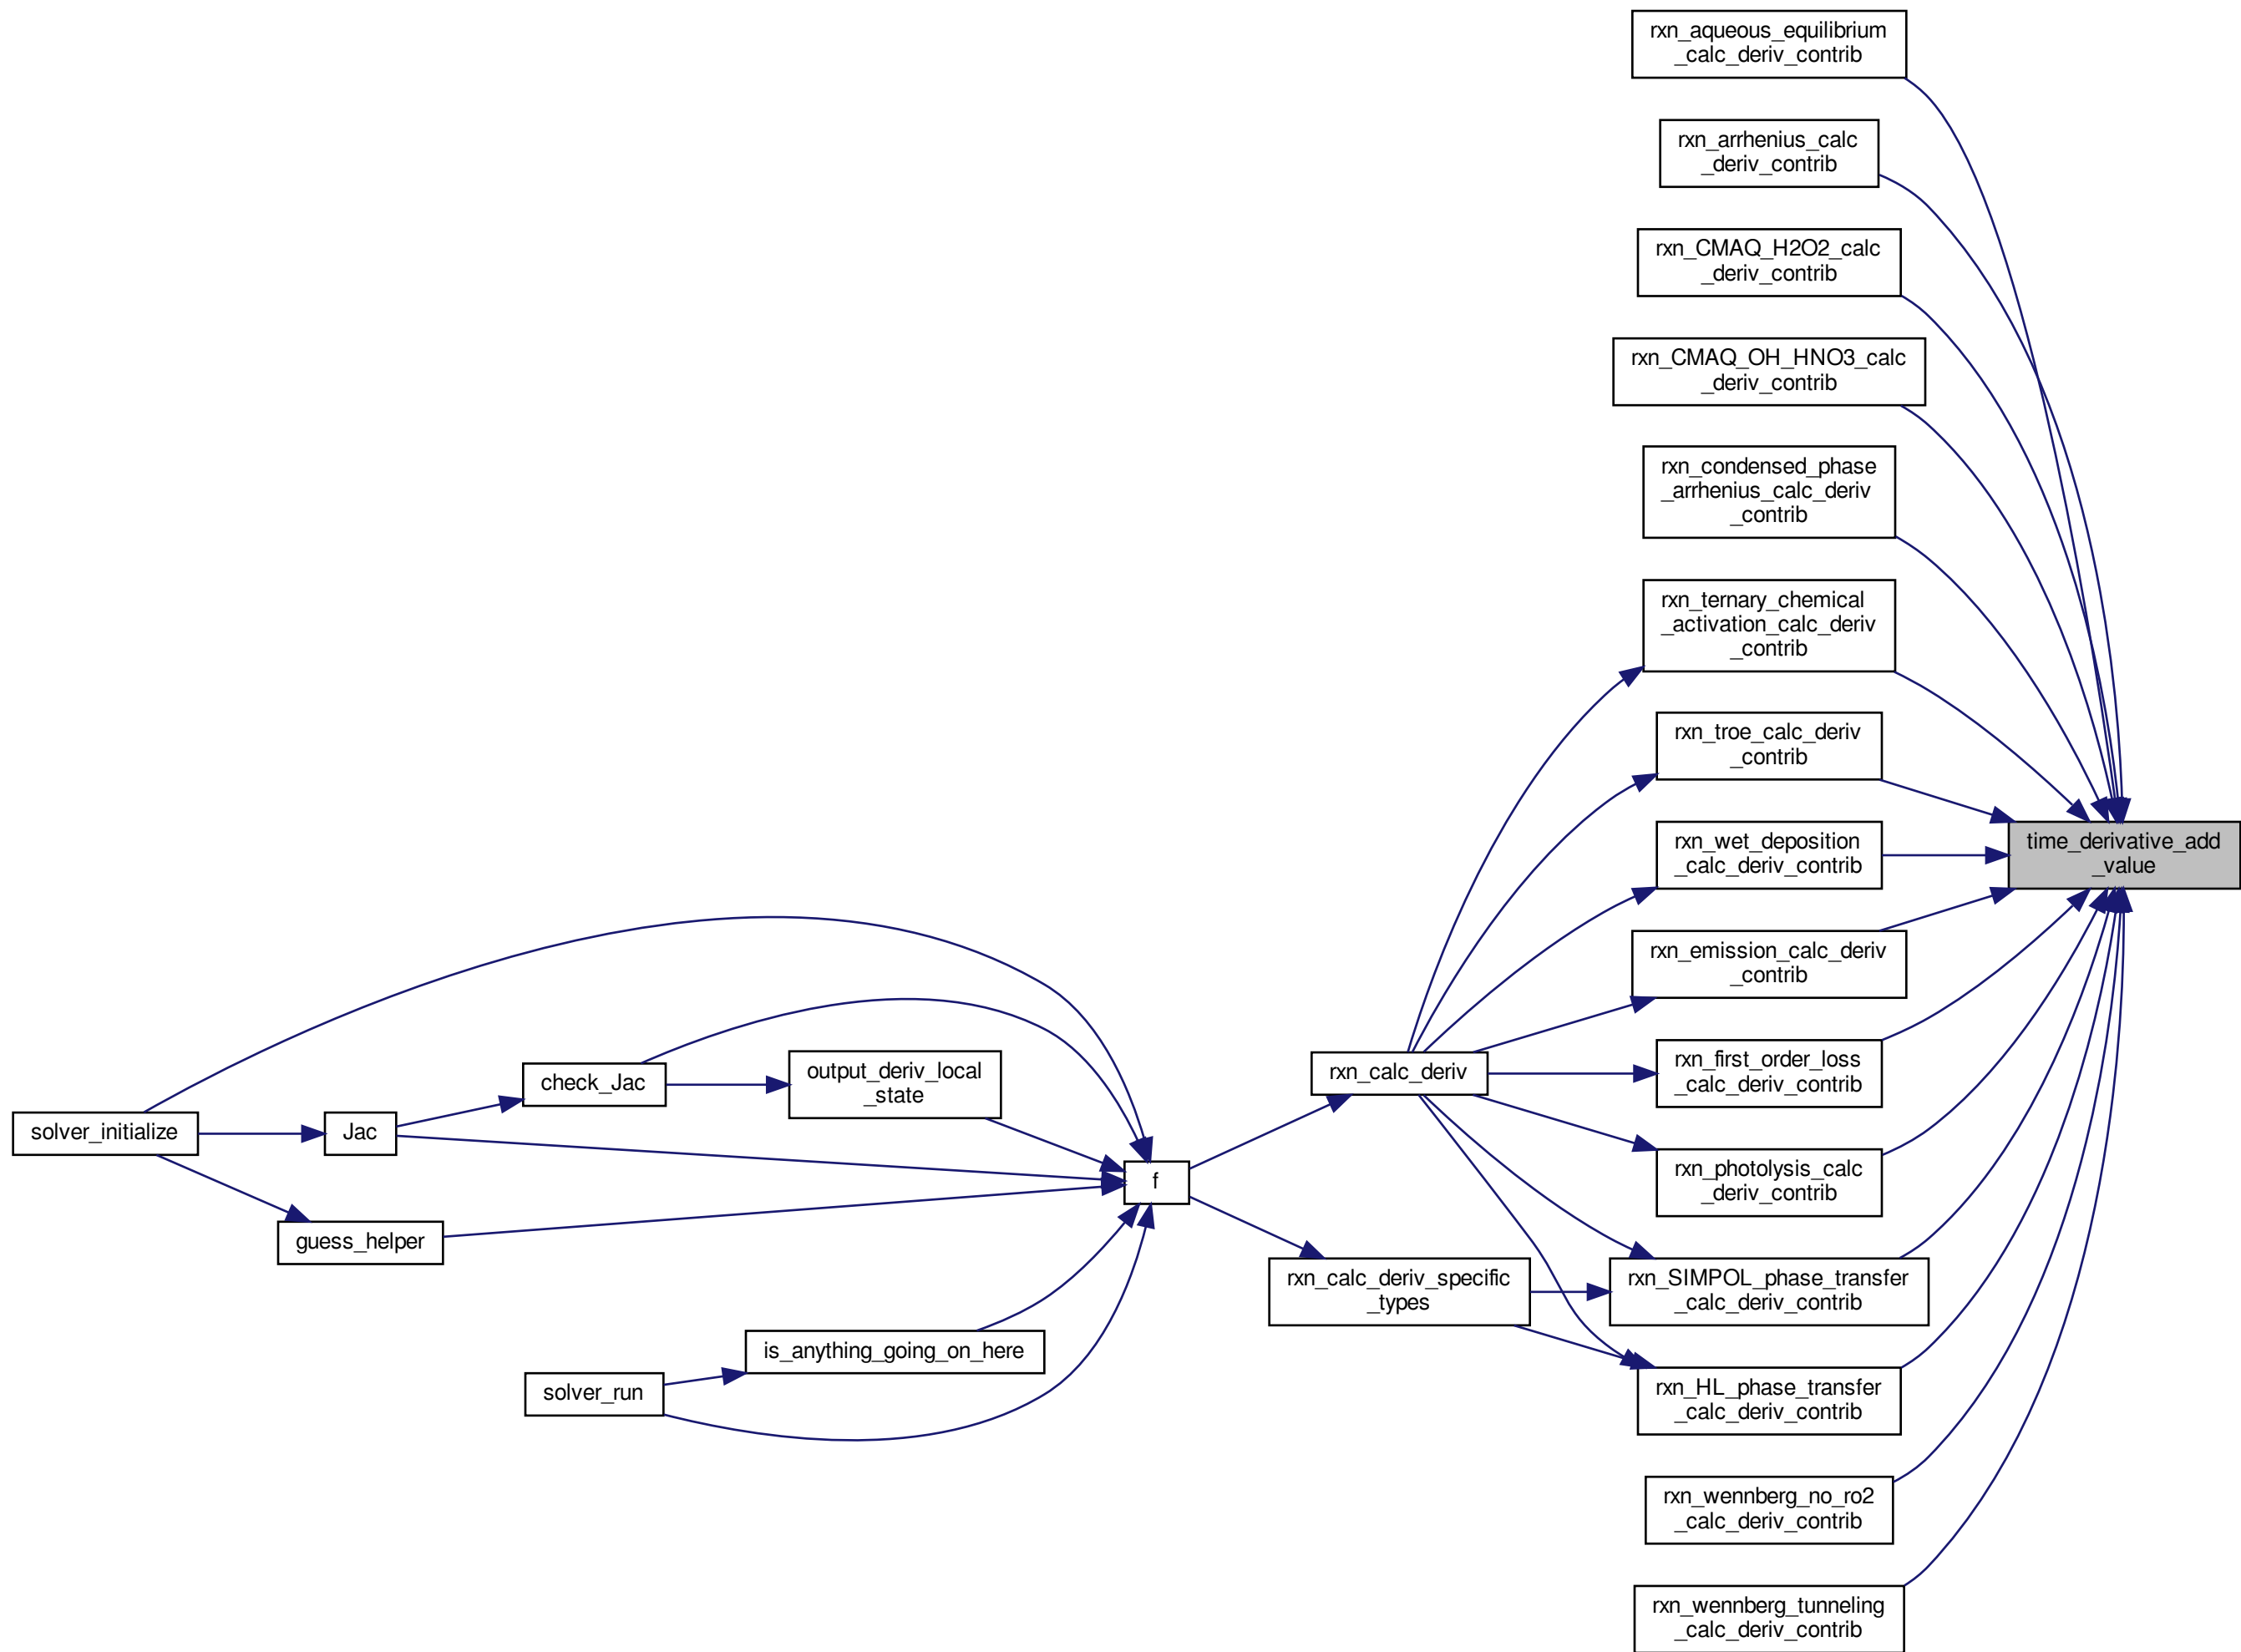 rxn_aqueous_equilibrium
_calc_deriv_contrib
rxn_arrhenius_calc
_deriv_contrib
rxn_CMAQ_H2O2_calc
_deriv_contrib
rxn_CMAQ_OH_HNO3_calc
_deriv_contrib
rxn_condensed_phase
_arrhenius_calc_deriv
_contrib
rxn_ternary_chemical
_activation_calc_deriv
_contrib
rxn_troe_calc_deriv
_contrib
rxn_wet_deposition
_calc_deriv_contrib
time_derivative_add
_value
rxn_emission_calc_deriv
_contrib
rxn_first_order_loss
_calc_deriv_contrib
rxn_photolysis_calc
_deriv_contrib
rxn_SIMPOL_phase_transfer
_calc_deriv_contrib
rxn_HL_phase_transfer
_calc_deriv_contrib
rxn_wennberg_no_ro2
_calc_deriv_contrib
rxn_wennberg_tunneling
_calc_deriv_contrib
rxn_calc_deriv
rxn_calc_deriv_specific
_types
f
output_deriv_local
_state
check_Jac
Jac
solver_initialize
guess_helper
is_anything_going_on_here
solver_run